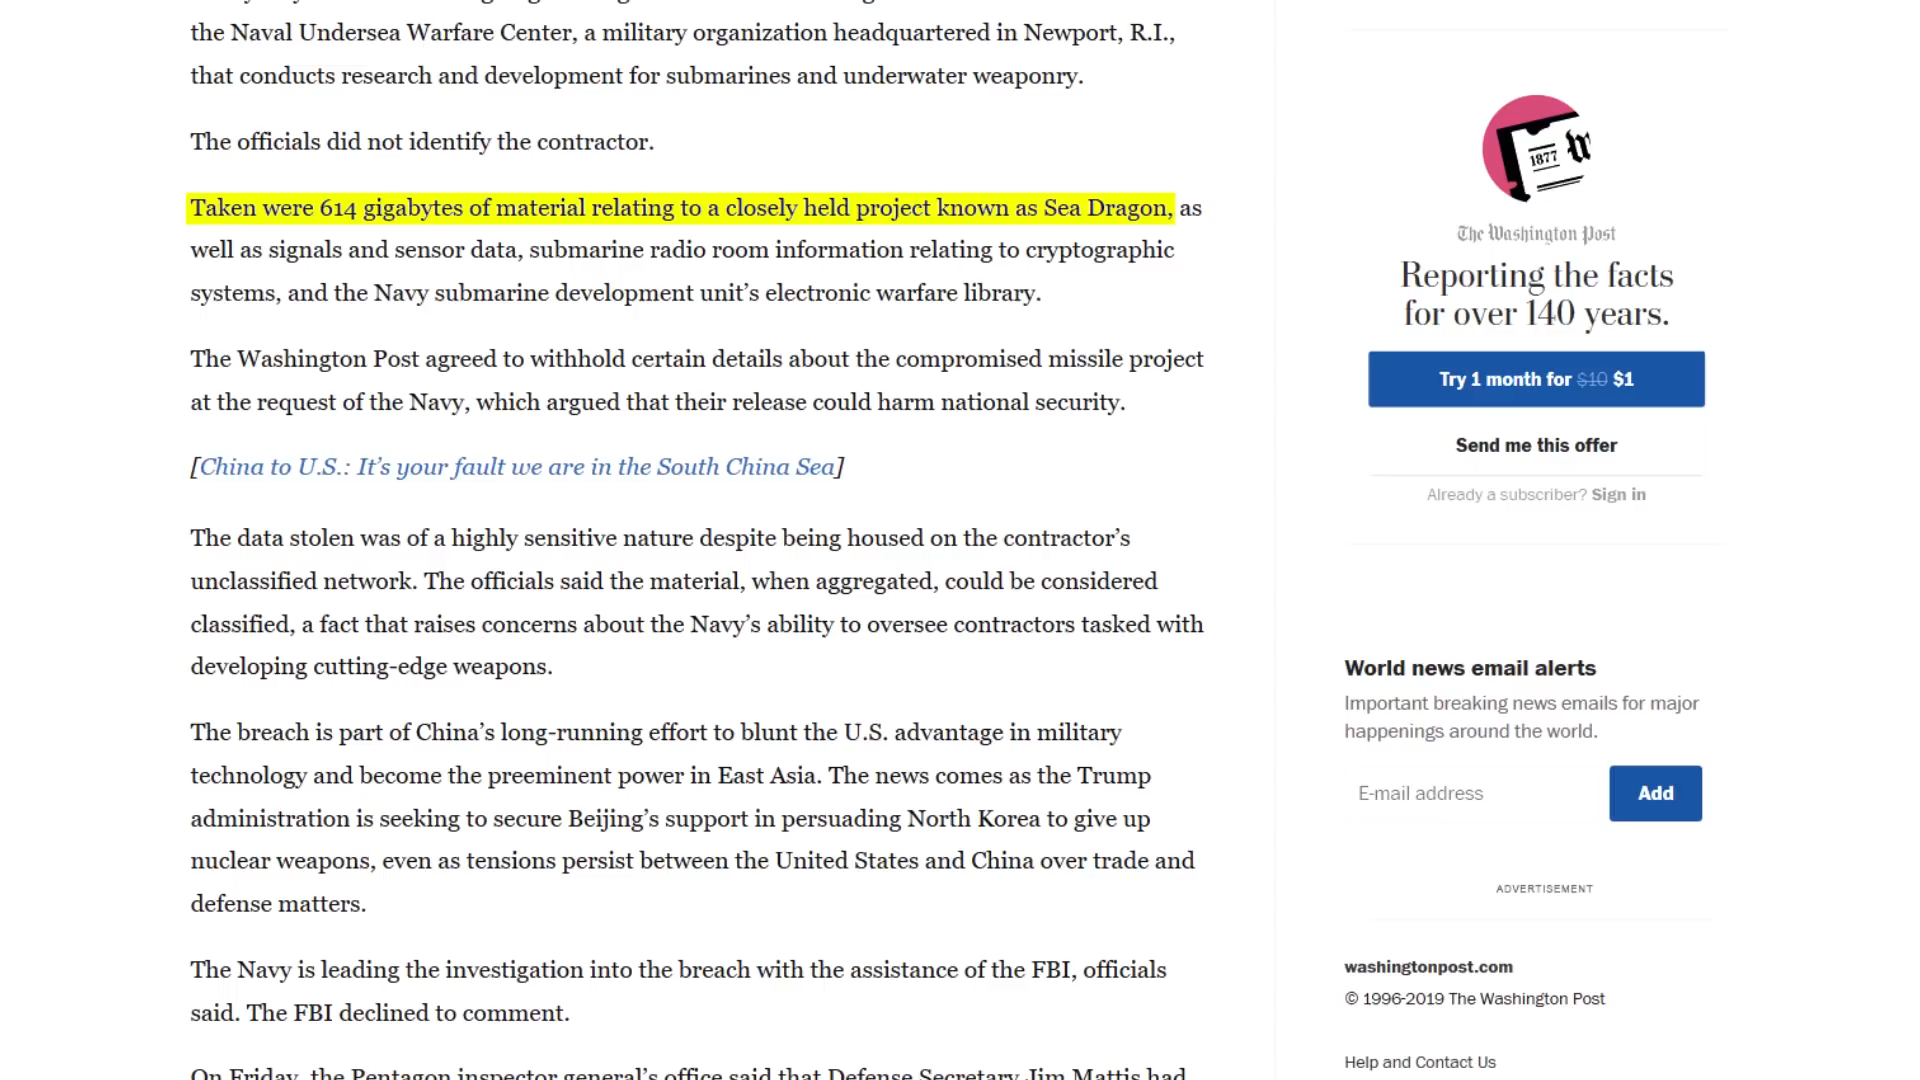 the Naval Undersea Warfare Center, a military organization headquartered in Newport, R.I.,
that conducts research and development for submarines and underwater weaponry.
The officials did not identify the contractor.
Taken were 614 gigabytes of material relating to a closely held project known as Sea Dragon, as
well as signals and sensor data, submarine radio room information relating to cryptographic
systems, and the Navy submarine development unit’s electronic warfare library.
The Washington Post agreed to withhold certain details about the compromised missile project
at the request of the Navy, which argued that their release could harm national security.
[China to U.S.: It’s your fault we are in the South China Sea]
The data stolen was of a highly sensitive nature despite being housed on the contractor’s
unclassified network. The officials said the material, when aggregated, could be considered
classified, a fact that raises concerns about the Navy’s ability to oversee contractors tasked with
developing cutting-edge weapons.
The breach is part of China’s long-running effort to blunt the U.S. advantage in military
technology and become the preeminent power in East Asia. The news comes as the Trump
administration is seeking to secure Beijing’s support in persuading North Korea to give up
nuclear weapons, even as tensions persist between the United States and China over trade and
defense matters.
The Navy is leading the investigation into the breach with the assistance of the FBI, officials
said. The FBI declined to comment.
On Friday, the Pentagon inspector general’s office said that Defense Secretary Jim Mattis had
1877
The Washington Post
Reporting the facts
for over 140 years.
Try 1 month for $10 $1
Send me this offer
Already a subscriber? Sign in
World news email alerts
Important breaking news emails for major
happenings around the world.
E-mail address
Add
ADVERTISEMENT
washingtonpost.com
© 1996-2019 The Washington Post
Help and Contact Us